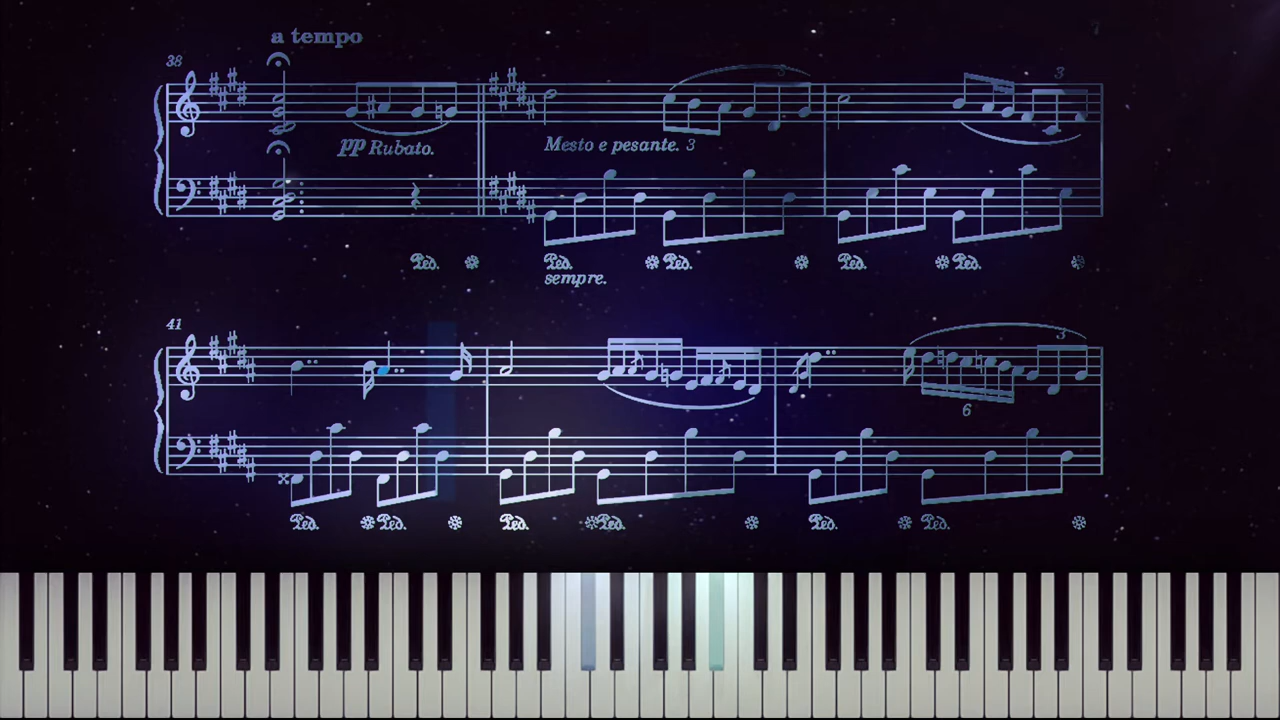 a tempo
38
3
3
pp Rubato.
Mesto e pesante. 3
Ped. Ped. Ped. Ped. Ped.
sempre.
41
3
6
Ped. Ped. Ped. Ped. Ped. Ped.